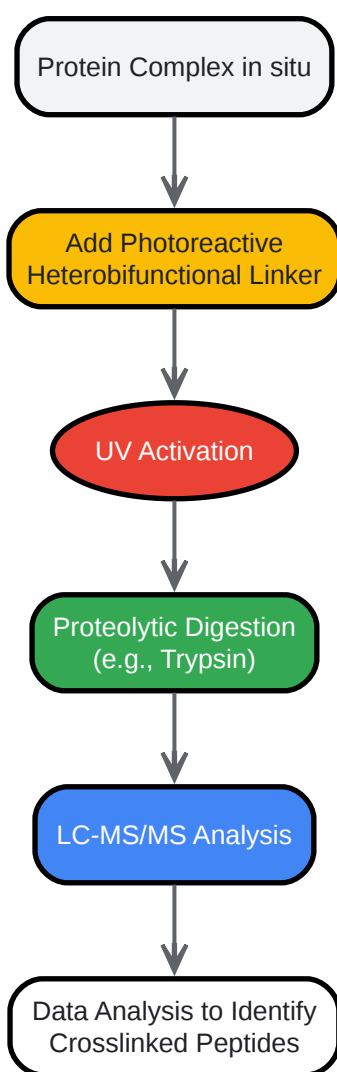 Protein Complex in situ
Add Photoreactive
Heterobifunctional Linker
UV Activation
Proteolytic Digestion
(e.g., Trypsin)
LC-MS/MS Analysis
Data Analysis to Identify
Crosslinked Peptides